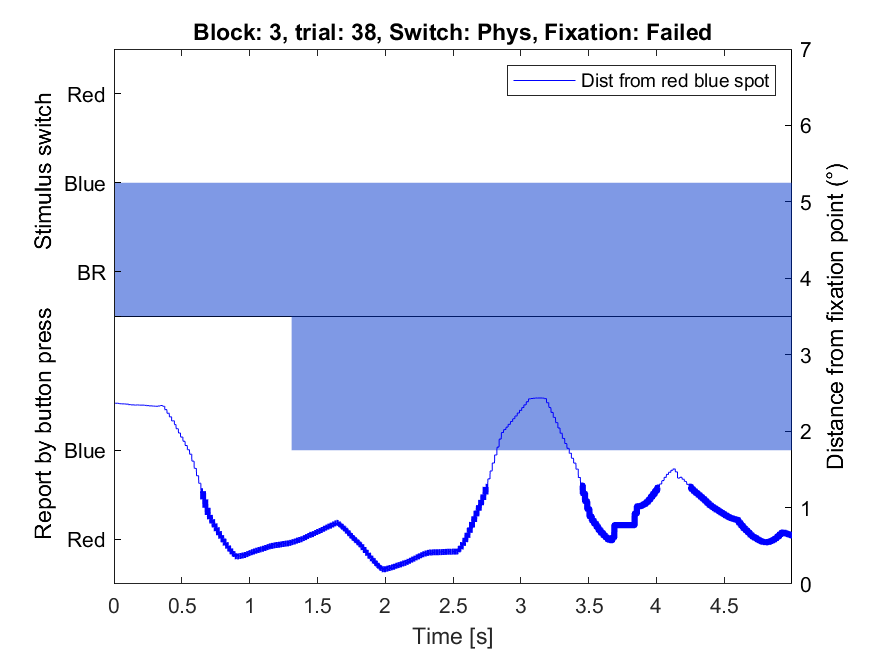 Block: 3, trial: 38, Switch: Phys, Fixation: Failed
Dist from red blue spot
Stimulus switch
Red
Blue
BR
Report by button press
Blue
Red
7
6
5
4
3
2
1
0
Distance from fixation point (°)
0
0.5
1
1.5
2
2.5
3
3.5
4
4.5
Time [s]